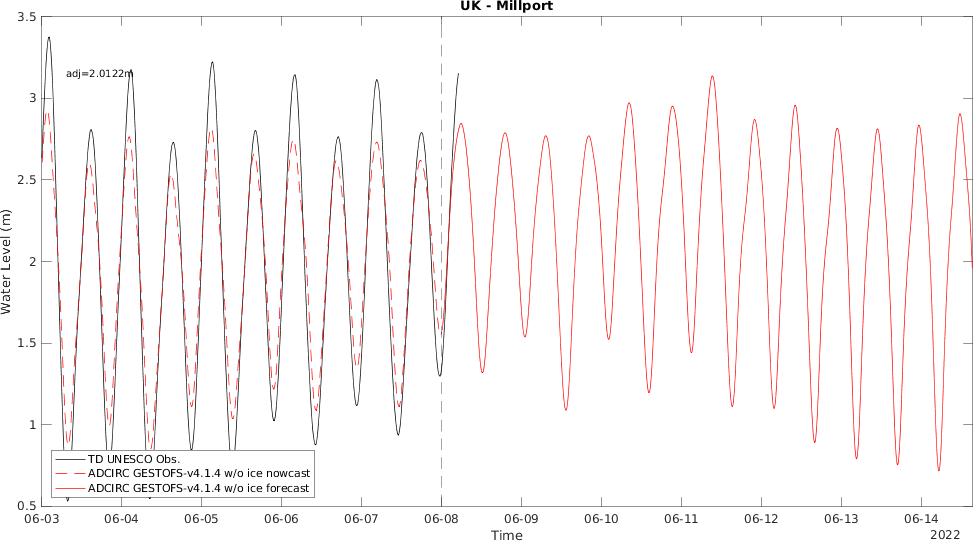 UK - Millport
3.5
adj=2.0122m
3
2.5
Water Level (m)
2
1.5
1
TD UNESCO Obs.
ADCIRC GESTOFS-v4.1.4 w/o ice nowcast
ADCIRC GESTOFS-v4.1.4 w/o ice forecast
0.5
06-03 06-04 06-05 06-06 06-07 06-08 06-09 06-10 06-11 06-12 06-13 06-14
Time
2022